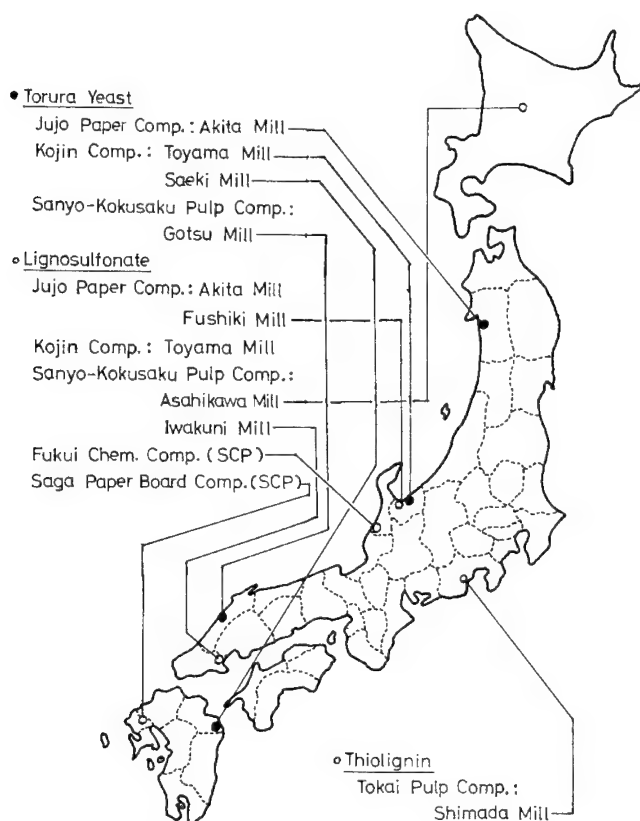 Torura Yeast
Jujo Paper Comp.: Akita Mill
Kojin Comp.: Toyama Mill
Saeki Mill
Sanyo-Kokusaku Pulp Comp.:
Gotsu Mill
Lignosulfonate
Jujo Paper Comp.: Akita Mill
Fushiki Mill
Kojin Comp.: Toyama Mill
Sanyo-Kokusaku Pulp Comp.:
Asahikawa Mill
Iwakuni Mill
Fukui Chem. Comp. (SCP)
Saga Paper Board Comp. (SCP)
Thiolignin
Tokai Pulp Comp.:
Shimada Mill